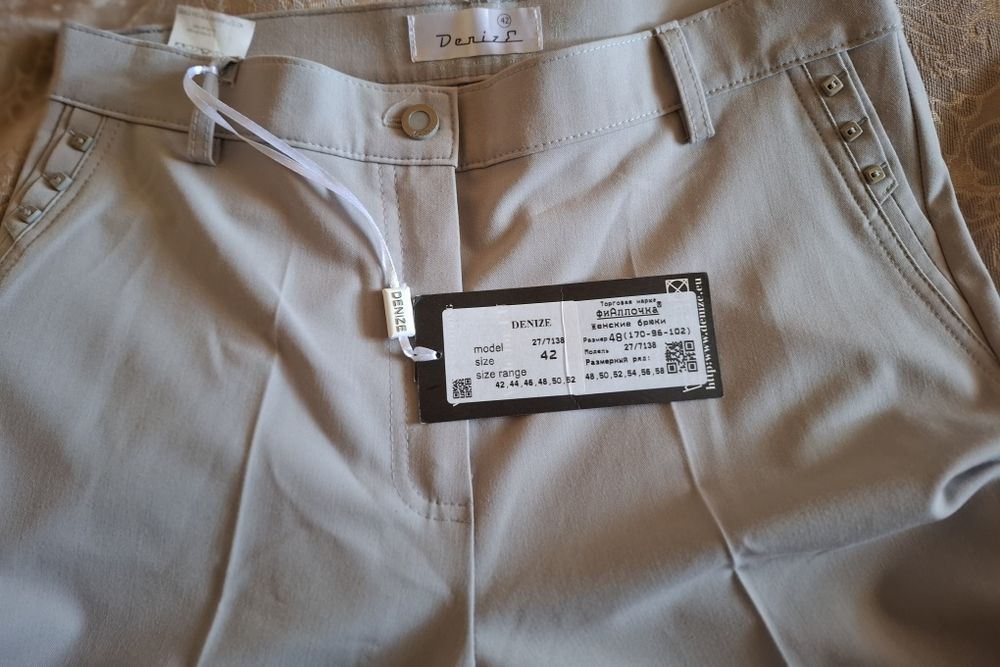 42
DenizE
DENIZE
DENIZE
model 27/7138
size 42
size range
42,44,46,48,50,52
Торговая марка
фиАллочка®
Женские брюки
Размер 48 (170-96-102)
Модель 27/7138
Размерный ряд:
48,50,52,54,56,58
http:www.denize.eu